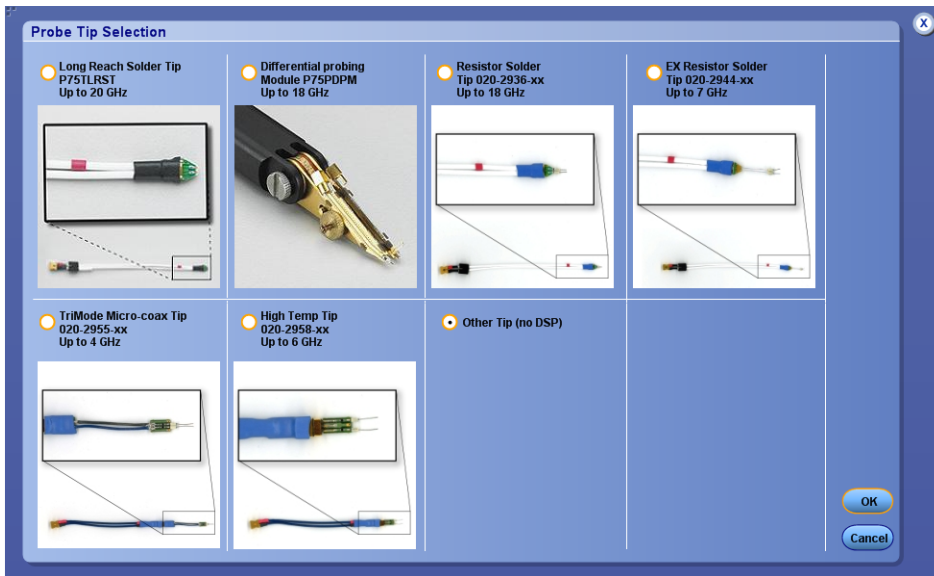 Probe Tip Selection
X
Long Reach Solder Tip
P75TLRST
Up to 20 GHz
Differential probing
Module P75PDPM
Up to 18 GHz
Resistor Solder
Tip 020-2936-xx
Up to 18 GHz
EX Resistor Solder
Tip 020-2944-xx
Up to 7 GHz
TriMode Micro-coax Tip
020-2955-xx
Up to 4 GHz
High Temp Tip
020-2958-xx
Up to 6 GHz
Other Tip (no DSP)
OK
Cancel